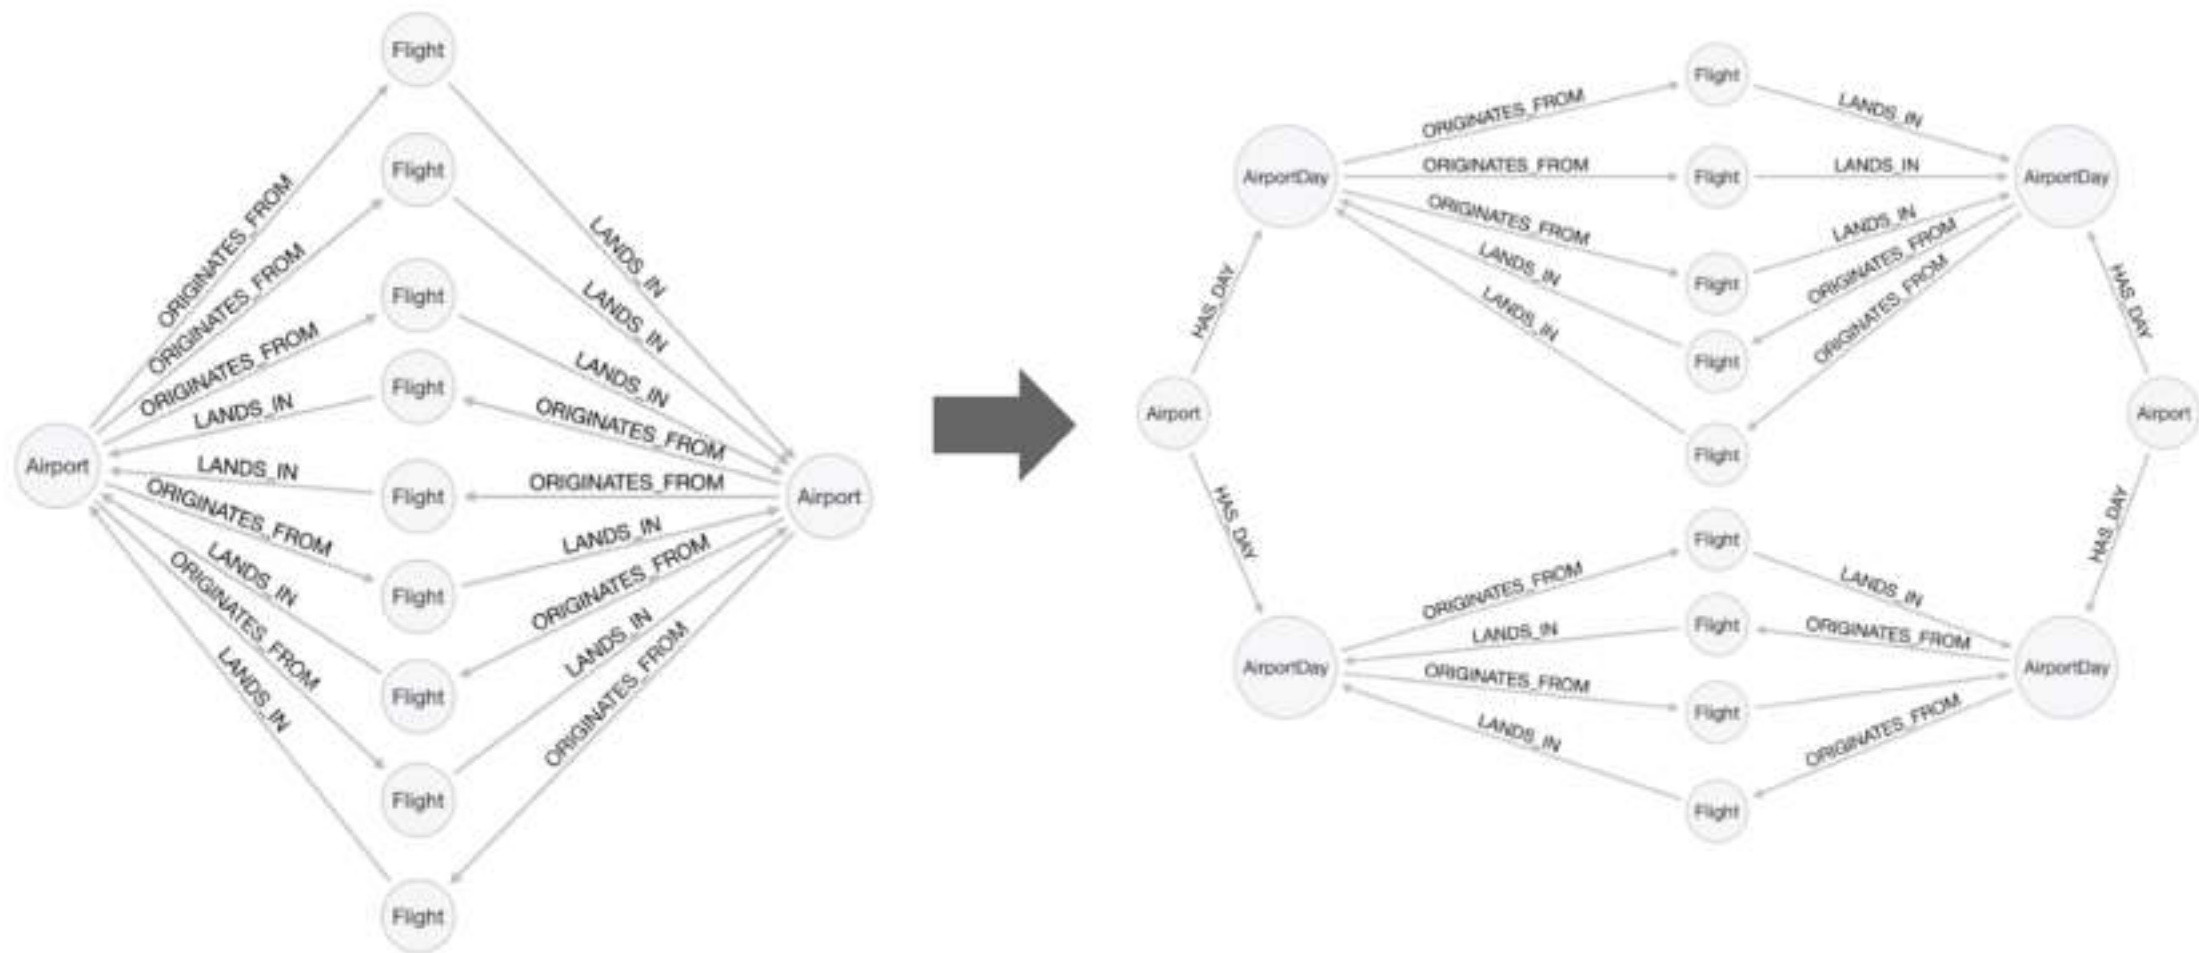 Flight
Flight
Flight
Flight
Flight
Flight
Flight
Flight
Flight
Airport
Airport
ORIGINATES_FROM
ORIGINATES_FROM
ORIGINATES_FROM
LANDS_IN
LANDS_IN
ORIGINATES_FROM
LANDS_IN
ORIGINATES_FROM
LANDS_IN
LANDS_IN
LANDS_IN
LANDS_IN
ORIGINATES_FROM
ORIGINATES_FROM
LANDS_IN
ORIGINATES_FROM
LANDS_IN
ORIGINATES_FROM
Flight
ORIGINATES_FROM
LANDS_IN
AirportDay
ORIGINATES_FROM
Flight
LANDS_IN
AirportDay
ORIGINATES_FROM
Flight
LANDS_IN
LANDS_IN
ORIGINATES_FROM
Flight
LANDS_IN
ORIGINATES_FROM
HAS_DAY
HAS_DAY
Airport
Airport
Flight
HAS_DAY
HAS_DAY
Flight
ORIGINATES_FROM
LANDS_IN
LANDS_IN
Flight
ORIGINATES_FROM
AirportDay
AirportDay
ORIGINATES_FROM
Flight
LANDS_IN
ORIGINATES_FROM
Flight